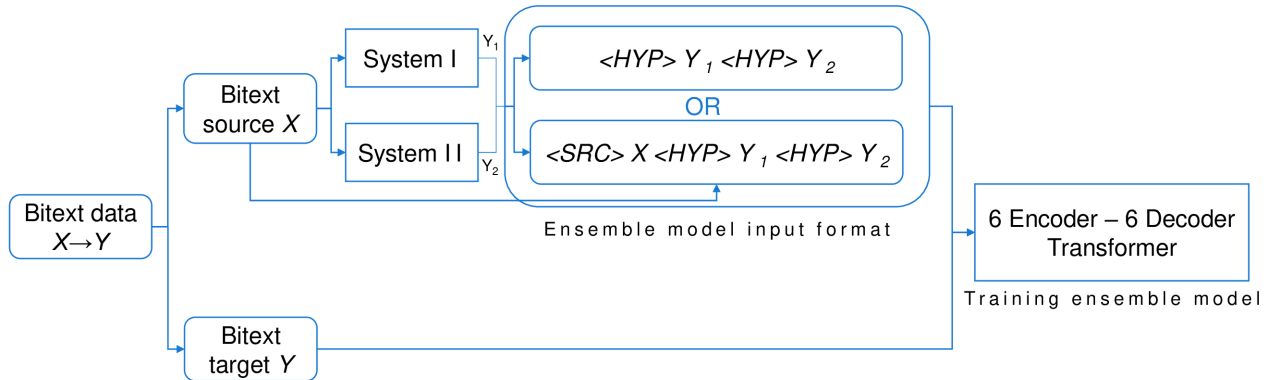 Bitext data
X→Y
Bitext
source X
System I
System II
Y1
Y2
<HYP> Y 1 <HYP> Y 2
OR
<SRC> X <HYP> Y 1 <HYP> Y 2
Ensemble model input format
6 Encoder – 6 Decoder
Transformer
Training ensemble model
Bitext
target Y